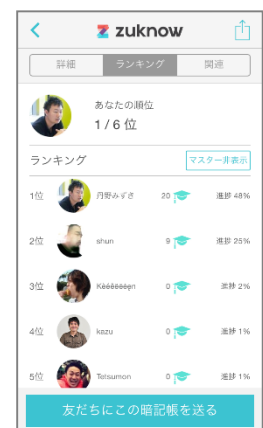 zuknow
詳細 ランキング 関連
あなたの順位
1 / 6 位
ランキング マスター非表示
1位 丹野みずき 20 進捗 48%
2位 shun 9 進捗 25%
3位 0 進捗 2%
4位 kazu 0 進捗 1%
5位 Tetsumon 0 進捗 1%
友だちにこの暗記帳を送る